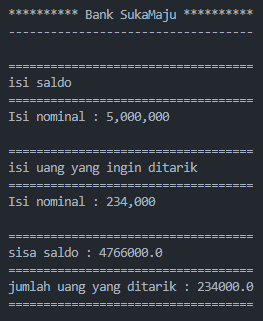 ********** Bank SukaMaju **********
-----------------------------------
===================================
isi saldo
===================================
Isi nominal : 5,000,000
===================================
isi uang yang ingin ditarik
===================================
Isi nominal : 234,000
===================================
sisa saldo : 4766000.0
===================================
jumlah uang yang ditarik : 234000.0
===================================